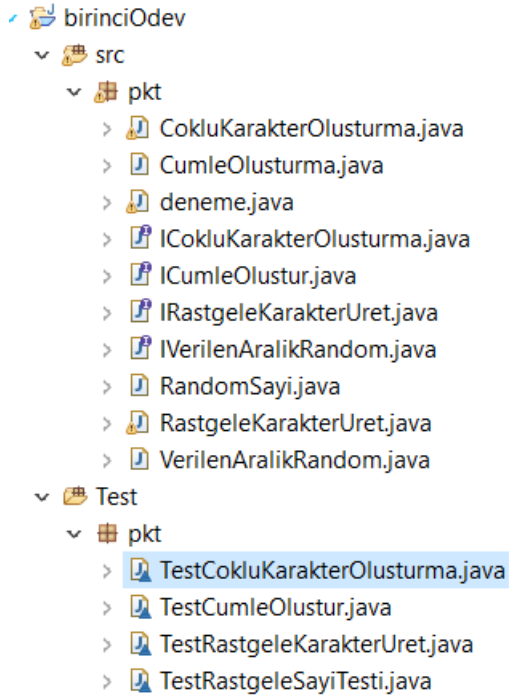 birinciOdev
src
pkt
CokluKarakterOlusturma.java
CumleOlusturma.java
deneme.java
ICokluKarakterOlusturma.java
ICumleOlustur.java
IRastgeleKarakterUret.java
IVerilenAralikRandom.java
RandomSayi.java
RastgeleKarakterUret.java
VerilenAralikRandom.java
Test
pkt
TestCokluKarakterOlusturma.java
TestCumleOlustur.java
TestRastgeleKarakterUret.java
TestRastgeleSayiTesti.java